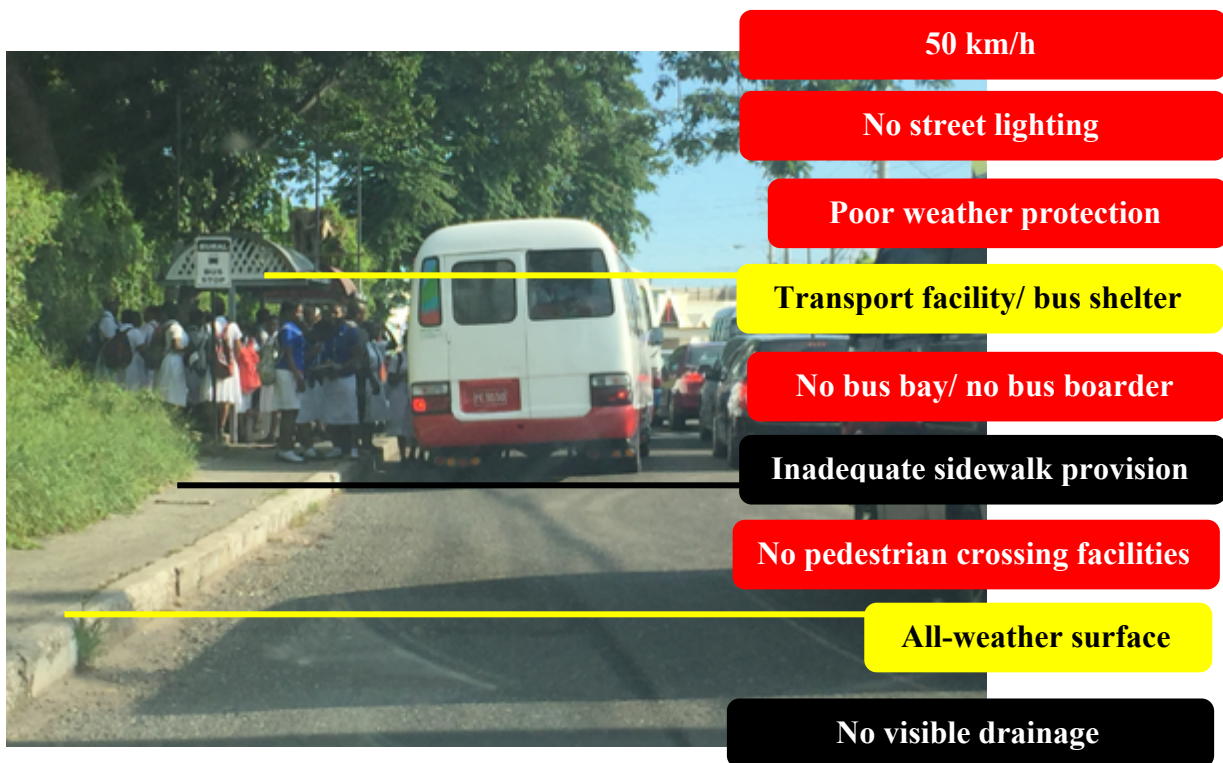 50 km/h
No street lighting
Poor weather protection
RURAL
BUS
STOP
Transport facility/ bus shelter
No bus bay/ no bus boarder
Inadequate sidewalk provision
No pedestrian crossing facilities
All-weather surface
No visible drainage